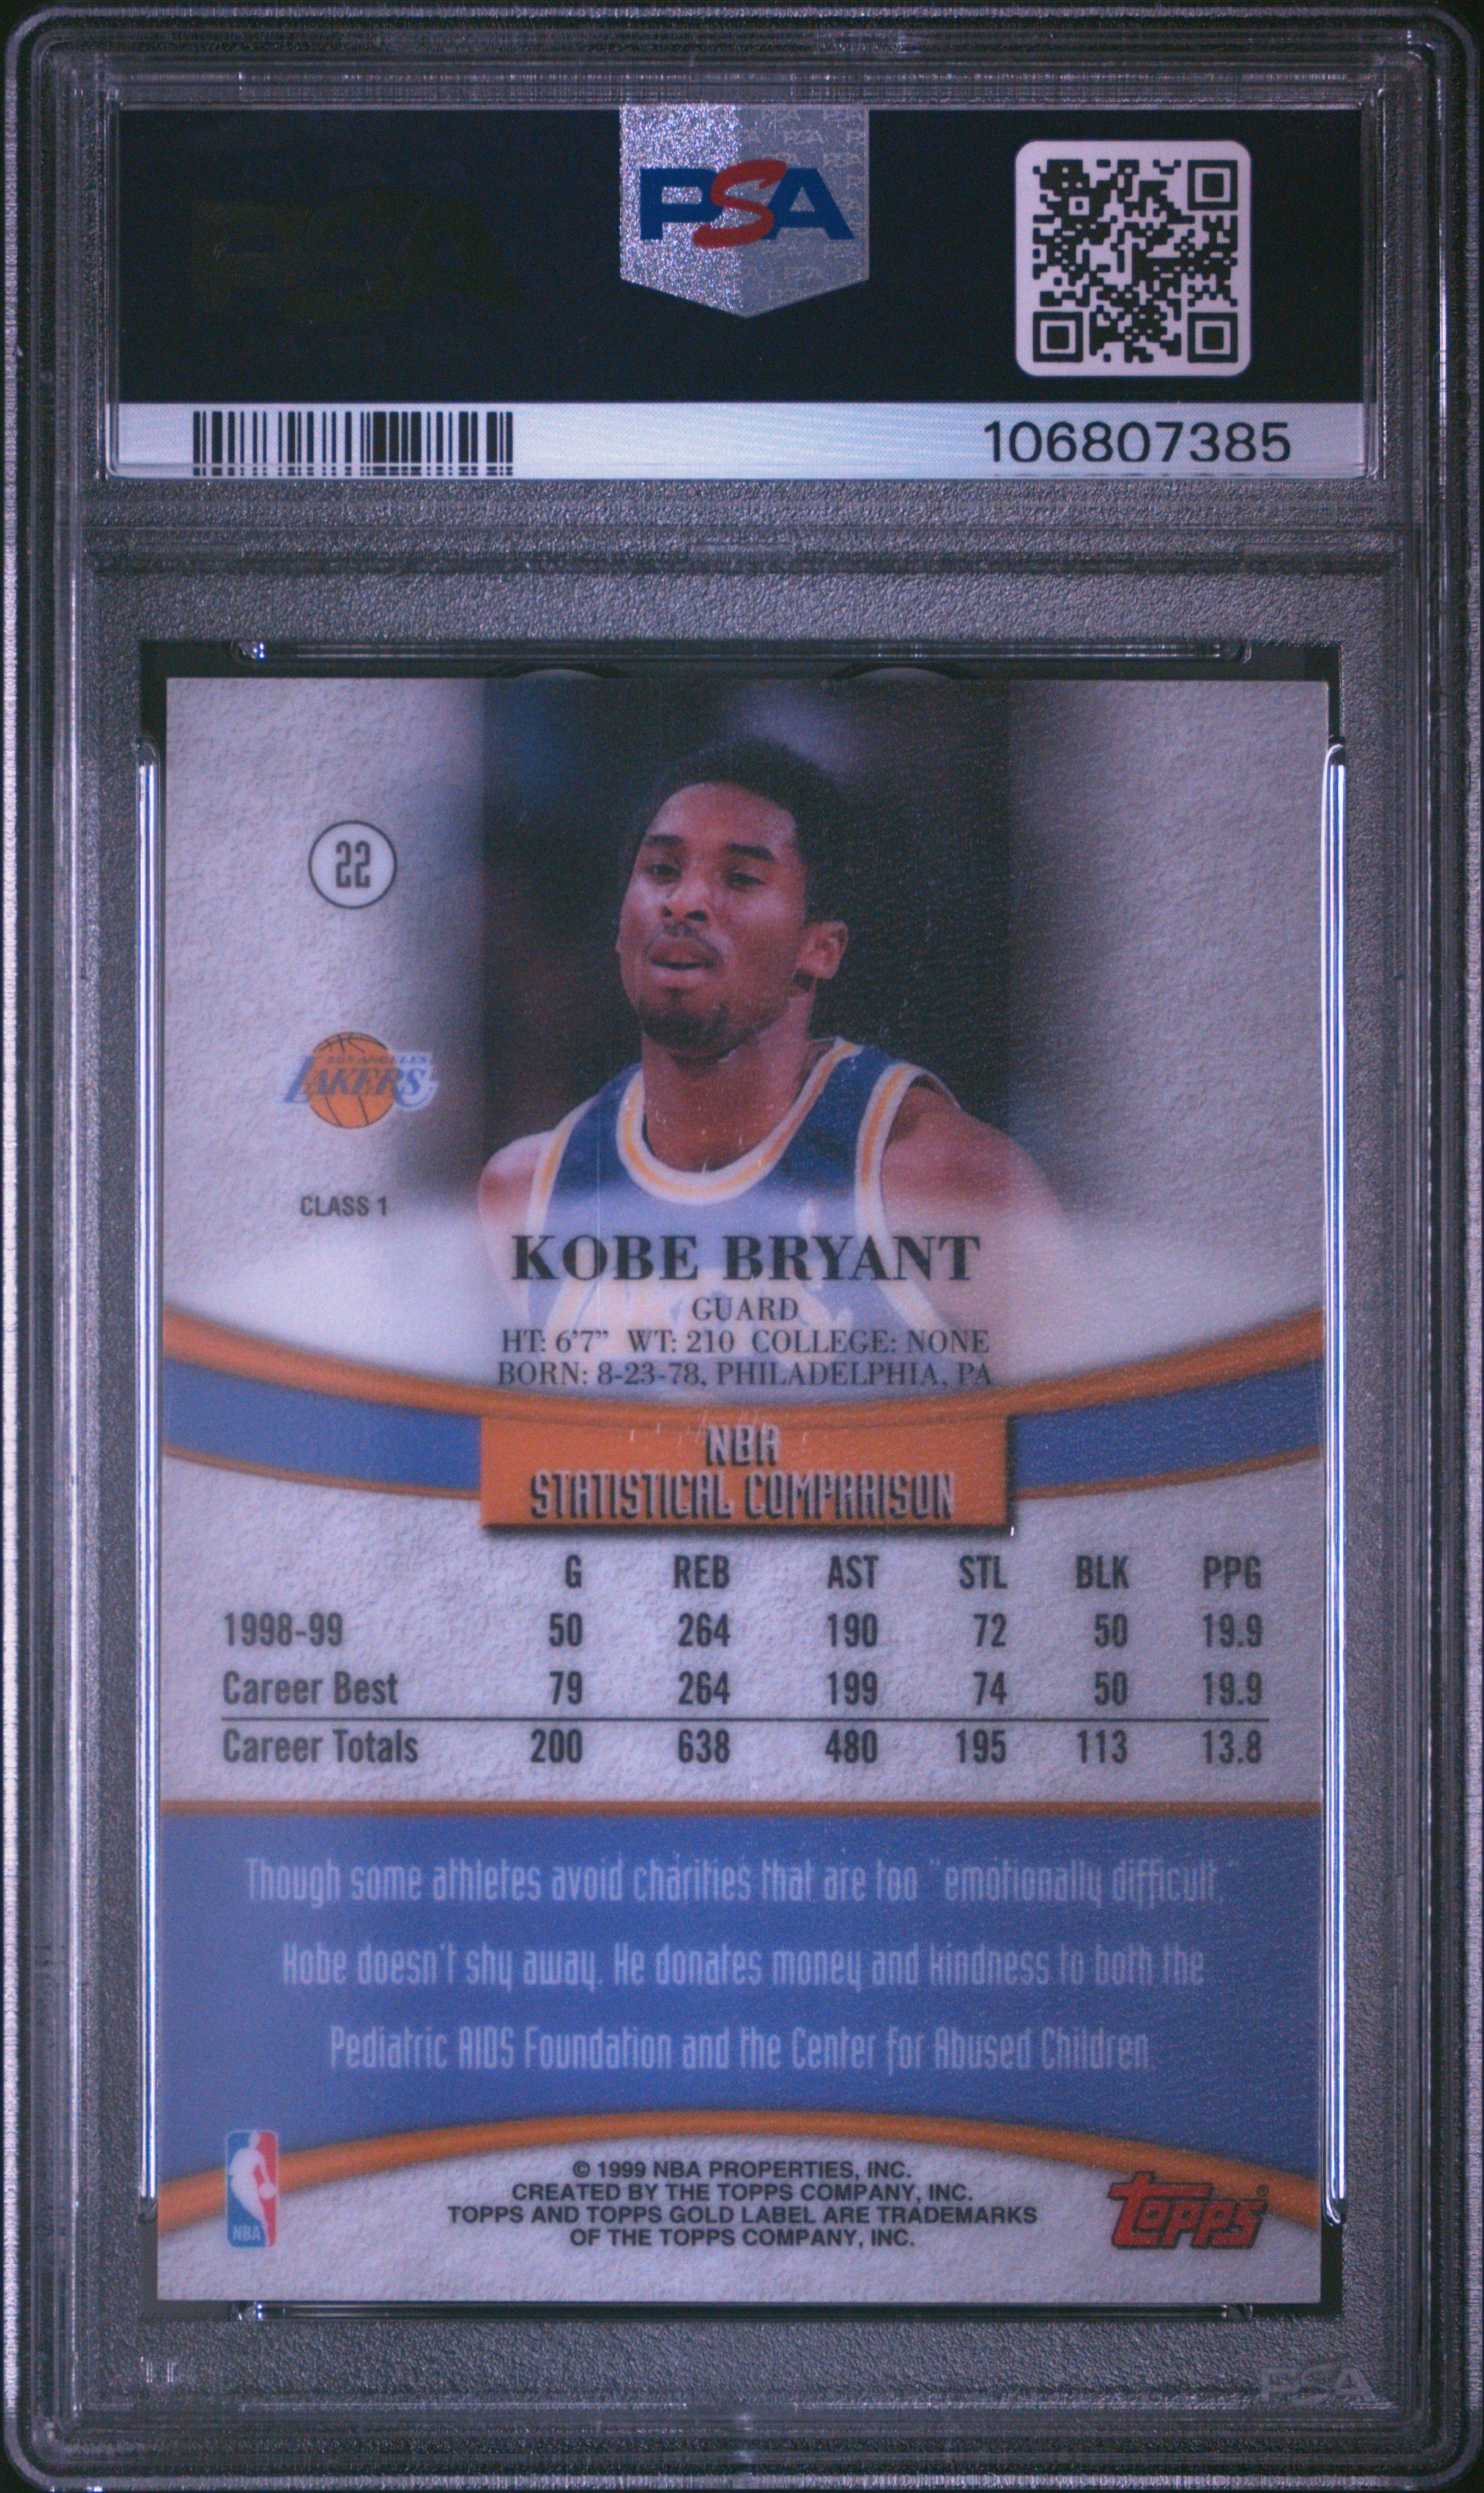 PSA
106807385
22
LOS ANGELES
LAKERS
CLASS 1
KOBE BRYANT
GUARD
HT: 6'7" WT: 210 COLLEGE: NONE
BORN: 8-23-78, PHILADELPHIA, PA
NBA
STATISTICAL COMPARISON
G REB AST STL BLK PPG
1998-99 50 264 190 72 50 19.9
Career Best 79 264 199 74 50 19.9
Career Totals 200 638 480 195 113 13.8
Though some athletes avoid charities that are too "emotionally difficult,"
Kobe doesn't shy away. He donates money and kindness to both the
Pediatric AIDS Foundation and the Center for Abused Children.
NBA
© 1999 NBA PROPERTIES, INC.
CREATED BY THE TOPPS COMPANY, INC.
TOPPS AND TOPPS GOLD LABEL ARE TRADEMARKS
OF THE TOPPS COMPANY, INC.
TOPPS®
PSA